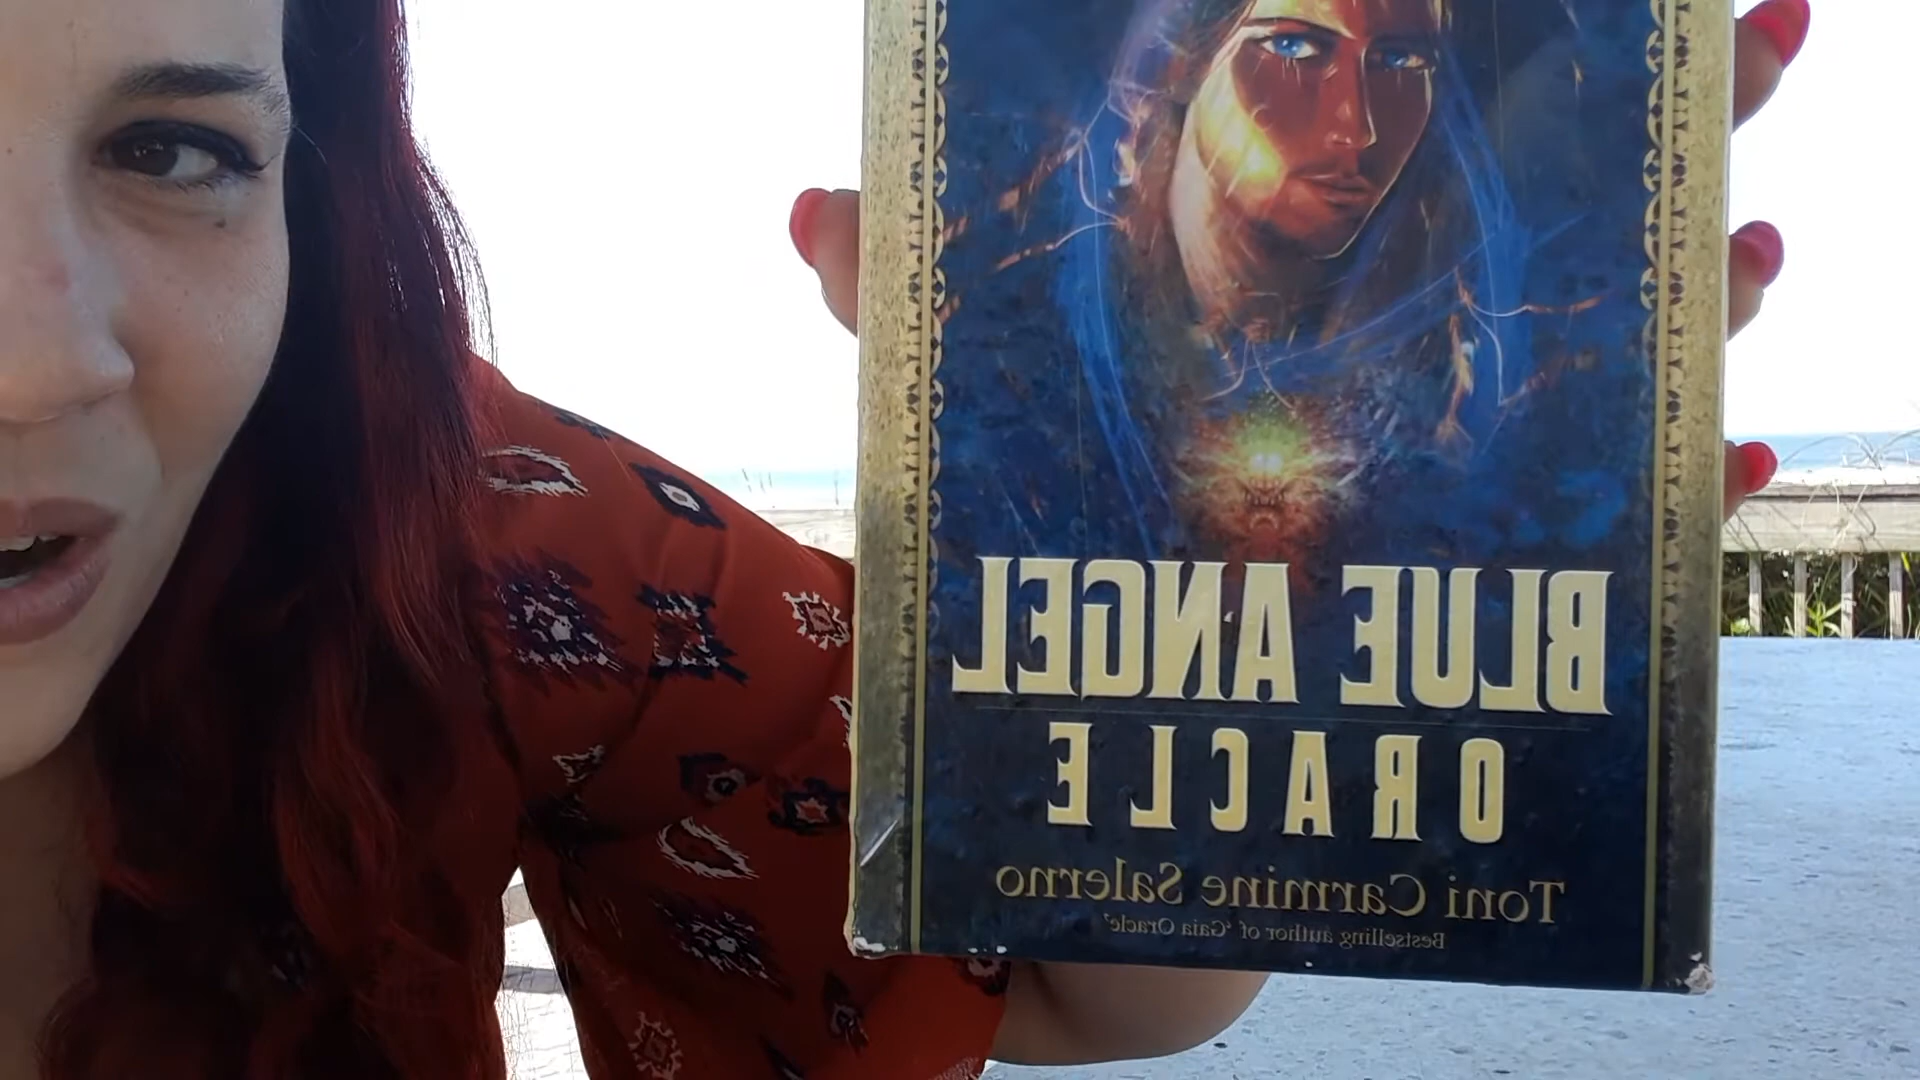 BLUE ANGEL
ORACLE
Toni Carmine Salerno
Bestselling author of 'Gaia Oracle'